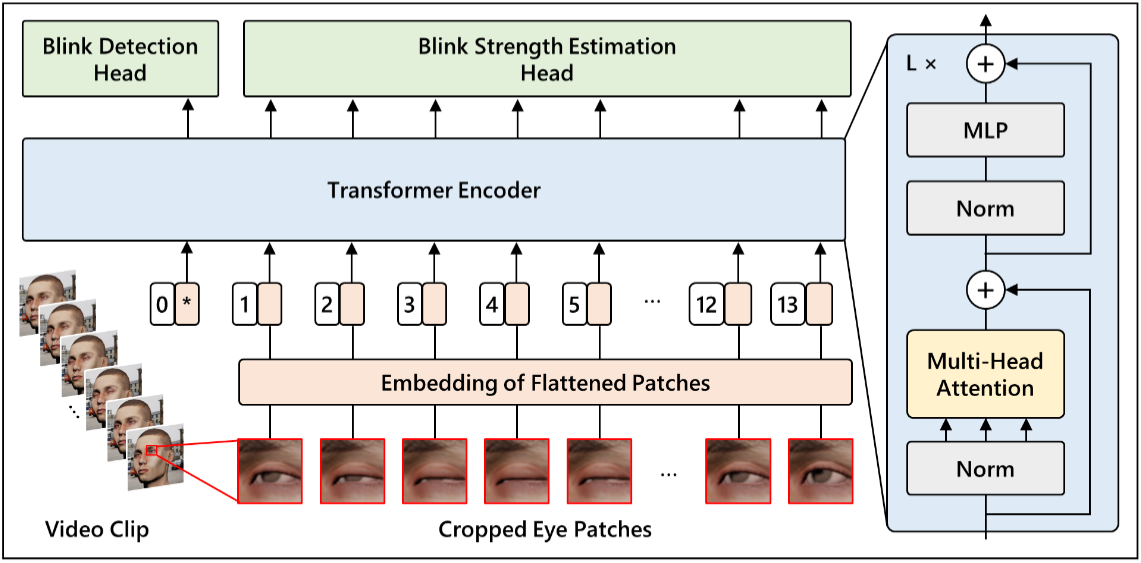 Blink Detection
Head
Blink Strength Estimation
Head
Transformer Encoder
0 * 1 2 3 4 5 ... 12 13
Embedding of Flattened Patches
...
...
Video Clip
Cropped Eye Patches
L ×
+
MLP
Norm
+
Multi-Head
Attention
Norm